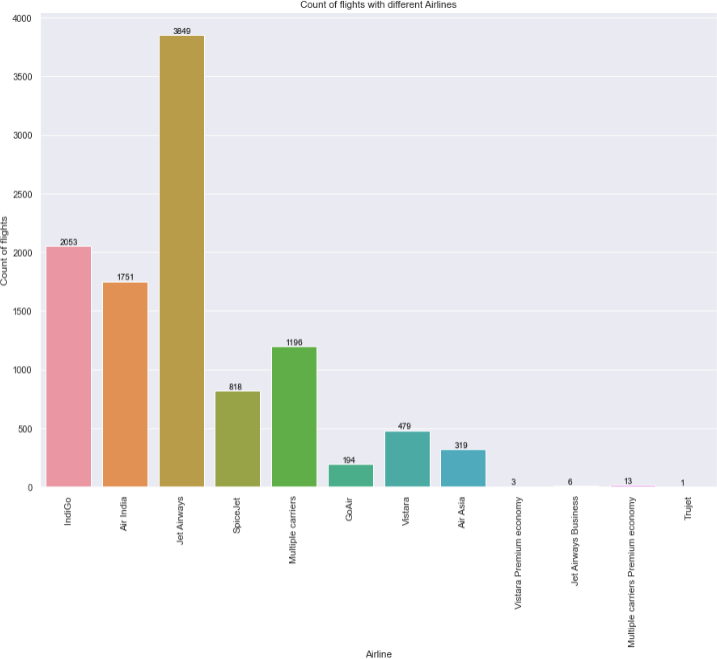 Count of flights with different Airlines
Count of flights
4000
3500
3000
2500
2000
1500
1000
500
0
2053
1751
3849
818
1196
194
479
319
3
6
13
1
IndiGo
Air India
Jet Airways
SpiceJet
Multiple carriers
GoAir
Vistara
Air Asia
Vistara Premium economy
Jet Airways Business
Multiple carriers Premium economy
Trujet
Airline